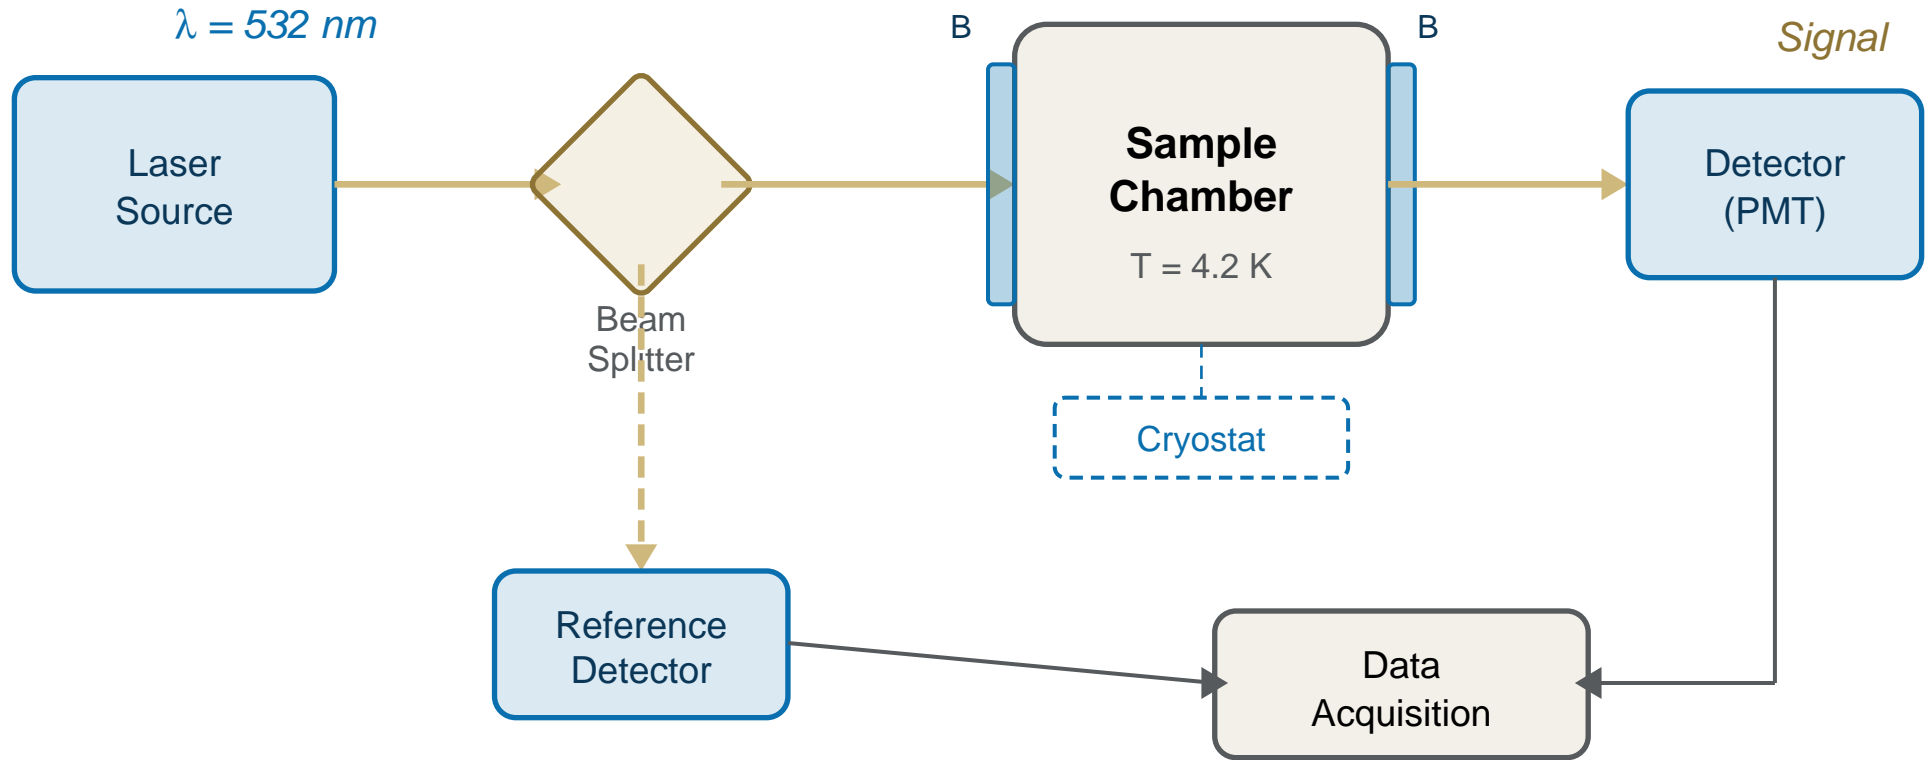 λ = 532 nm
B
B
Signal
Laser
Source
Sample
Chamber
T = 4.2 K
Detector
(PMT)
Beam
Splitter
Cryostat
Reference
Detector
Data
Acquisition